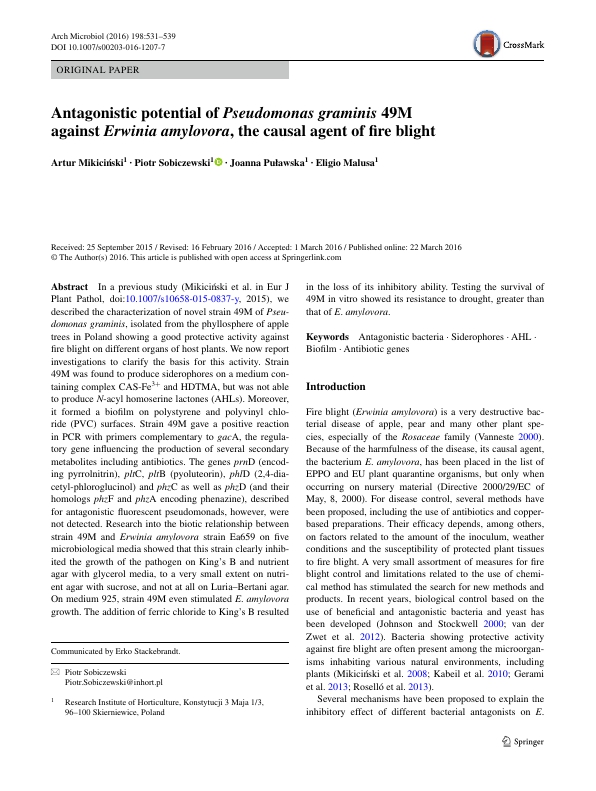 Arch Microbiol (2016) 198:531–539
DOI 10.1007/s00203-016-1207-7
CrossMark
ORIGINAL PAPER
Antagonistic potential of Pseudomonas graminis 49M
against Erwinia amylovora, the causal agent of fire blight
Artur Mikiciński1 · Piotr Sobiczewski1 · Joanna Puławska1 · Eligio Malusa1
Received: 25 September 2015 / Revised: 16 February 2016 / Accepted: 1 March 2016 / Published online: 22 March 2016
© The Author(s) 2016. This article is published with open access at Springerlink.com
Abstract In a previous study (Mikiciński et al. in Eur J
Plant Pathol, doi:10.1007/s10658-015-0837-y, 2015), we
described the characterization of novel strain 49M of Pseu-
domonas graminis, isolated from the phyllosphere of apple
trees in Poland showing a good protective activity against
fire blight on different organs of host plants. We now report
investigations to clarify the basis for this activity. Strain
49M was found to produce siderophores on a medium con-
taining complex CAS-Fe3+ and HDTMA, but was not able
to produce N-acyl homoserine lactones (AHLs). Moreover,
it formed a biofilm on polystyrene and polyvinyl chlo-
ride (PVC) surfaces. Strain 49M gave a positive reaction
in PCR with primers complementary to gacA, the regula-
tory gene influencing the production of several secondary
metabolites including antibiotics. The genes prnD (encod-
ing pyrrolnitrin), pltC, pltB (pyoluteorin), phlD (2,4-dia-
cetyl-phloroglucinol) and phzC as well as phzD (and their
homologs phzF and phzA encoding phenazine), described
for antagonistic fluorescent pseudomonads, however, were
not detected. Research into the biotic relationship between
strain 49M and Erwinia amylovora strain Ea659 on five
microbiological media showed that this strain clearly inhib-
ited the growth of the pathogen on King's B and nutrient
agar with glycerol media, to a very small extent on nutri-
ent agar with sucrose, and not at all on Luria–Bertani agar.
On medium 925, strain 49M even stimulated E. amylovora
growth. The addition of ferric chloride to King's B resulted
in the loss of its inhibitory ability. Testing the survival of
49M in vitro showed its resistance to drought, greater than
that of E. amylovora.
Keywords Antagonistic bacteria · Siderophores · AHL ·
Biofilm · Antibiotic genes
Introduction
Fire blight (Erwinia amylovora) is a very destructive bac-
terial disease of apple, pear and many other plant spe-
cies, especially of the Rosaceae family (Vanneste 2000).
Because of the harmfulness of the disease, its causal agent,
the bacterium E. amylovora, has been placed in the list of
EPPO and EU plant quarantine organisms, but only when
occurring on nursery material (Directive 2000/29/EC of
May, 8, 2000). For disease control, several methods have
been proposed, including the use of antibiotics and copper-
based preparations. Their efficacy depends, among others,
on factors related to the amount of the inoculum, weather
conditions and the susceptibility of protected plant tissues
to fire blight. A very small assortment of measures for fire
blight control and limitations related to the use of chemi-
cal method has stimulated the search for new methods and
products. In recent years, biological control based on the
use of beneficial and antagonistic bacteria and yeast has
been developed (Johnson and Stockwell 2000; van der
Zwet et al. 2012). Bacteria showing protective activity
against fire blight are often present among the microorgan-
isms inhabiting various natural environments, including
plants (Mikiciński et al. 2008; Kabeil et al. 2010; Gerami
et al. 2013; Roselló et al. 2013).
Several mechanisms have been proposed to explain the
inhibitory effect of different bacterial antagonists on E.
Communicated by Erko Stackebrandt.
Piotr Sobiczewski
Piotr.Sobiczewski@inhort.pl
1 Research Institute of Horticulture, Konstytucji 3 Maja 1/3,
96–100 Skierniewice, Poland
Springer